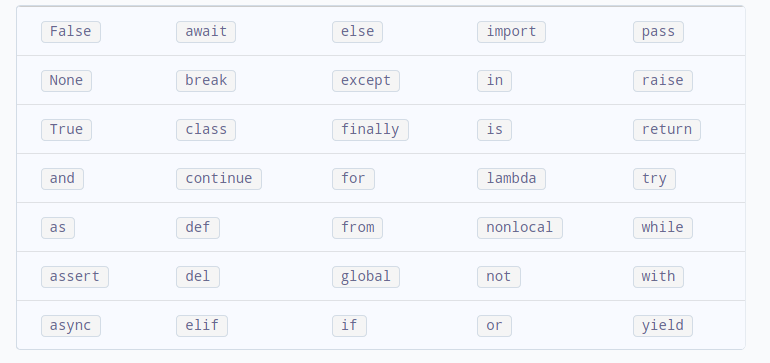 False await else import pass
None break except in raise
True class finally is return
and continue for lambda try
as def from nonlocal while
assert del global not with
async elif if or yield